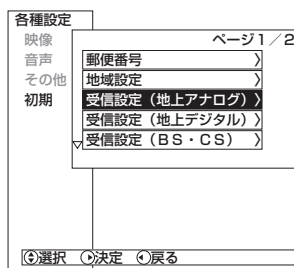 各種設定
映像
音声
その他
初期
ページ1／2
郵便番号
地域設定
受信設定（地上アナログ）
受信設定（地上デジタル）
受信設定（BS・CS）
選択 決定 戻る